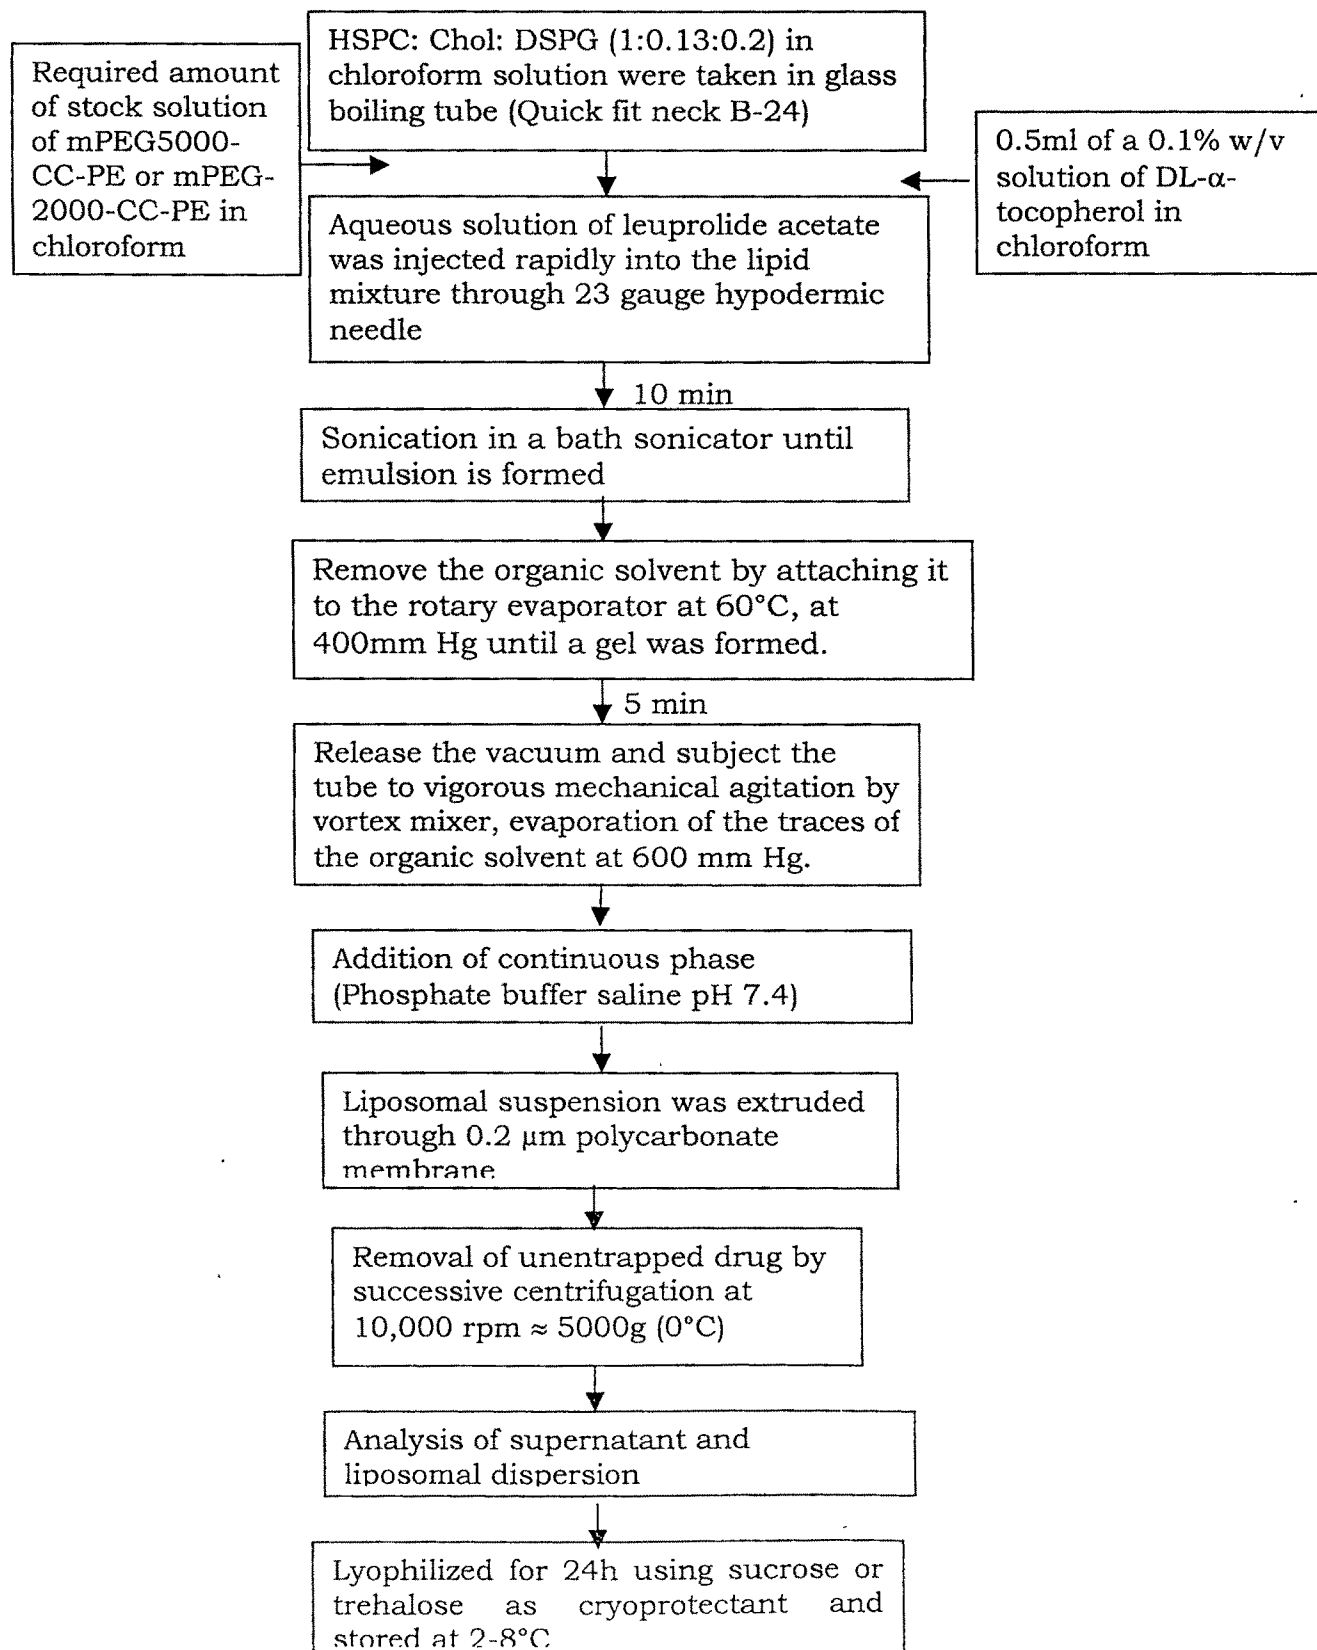 HSPC: Chol: DSPG (1:0.13:0.2) in
chloroform solution were taken in glass
boiling tube (Quick fit neck B-24)
Required amount
of stock solution
of mPEG5000-
CC-PE or mPEG-
2000-CC-PE in
chloroform
0.5ml of a 0.1% w/v
solution of DL-α-
tocopherol in
chloroform
Aqueous solution of leuprolide acetate
was injected rapidly into the lipid
mixture through 23 gauge hypodermic
needle
10 min
Sonication in a bath sonicator until
emulsion is formed
Remove the organic solvent by attaching it
to the rotary evaporator at 60°C, at
400mm Hg until a gel was formed.
5 min
Release the vacuum and subject the
tube to vigorous mechanical agitation by
vortex mixer, evaporation of the traces of
the organic solvent at 600 mm Hg.
Addition of continuous phase
(Phosphate buffer saline pH 7.4)
Liposomal suspension was extruded
through 0.2 µm polycarbonate
membrane
Removal of unentrapped drug by
successive centrifugation at
10,000 rpm ≈ 5000g (0°C)
Analysis of supernatant and
liposomal dispersion
Lyophilized for 24h using sucrose or
trehalose as cryoprotectant and
stored at 2-8°C